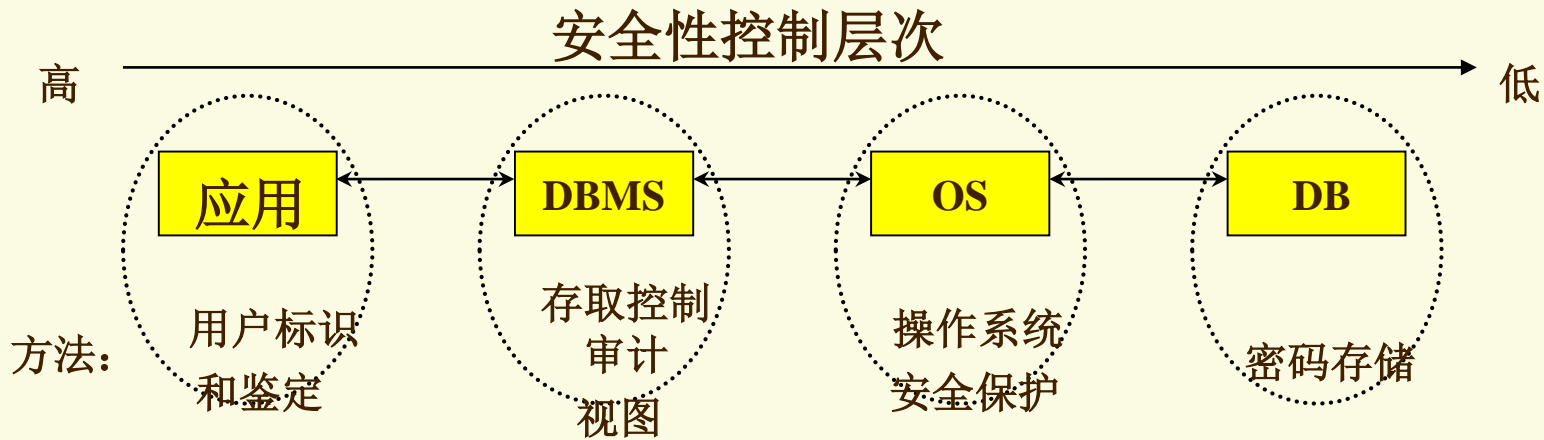 安全性控制层次
高
低
应用
DBMS
OS
DB
方法：
用户标识
和鉴定
存取控制
审计
视图
操作系统
安全保护
密码存储